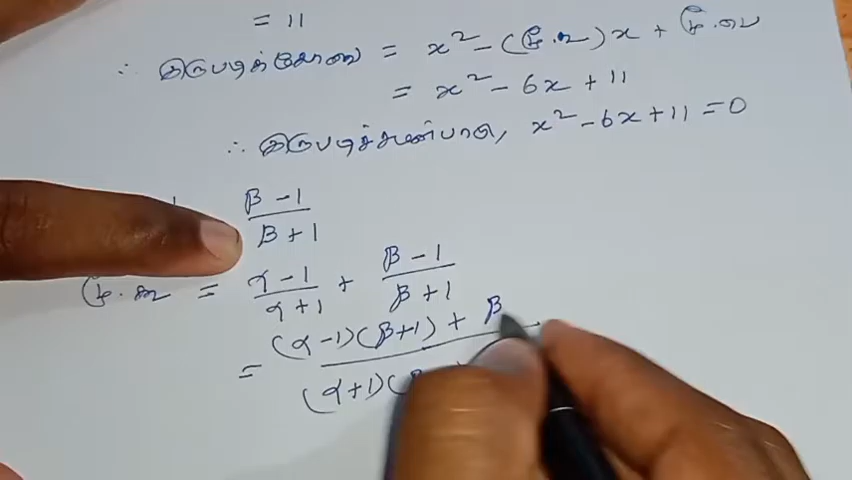 = 11
∴ இருபடிக்கோவை = x² - (மூ.கூ)x + மூ.பெ
= x² - 6x + 11
∴ இருபடிச்சமன்பாடு, x² - 6x + 11 = 0
β - 1 / β + 1
மூ.கூ = α - 1 / α + 1 + β - 1 / β + 1
= (α - 1)(β + 1) + β / (α + 1)(